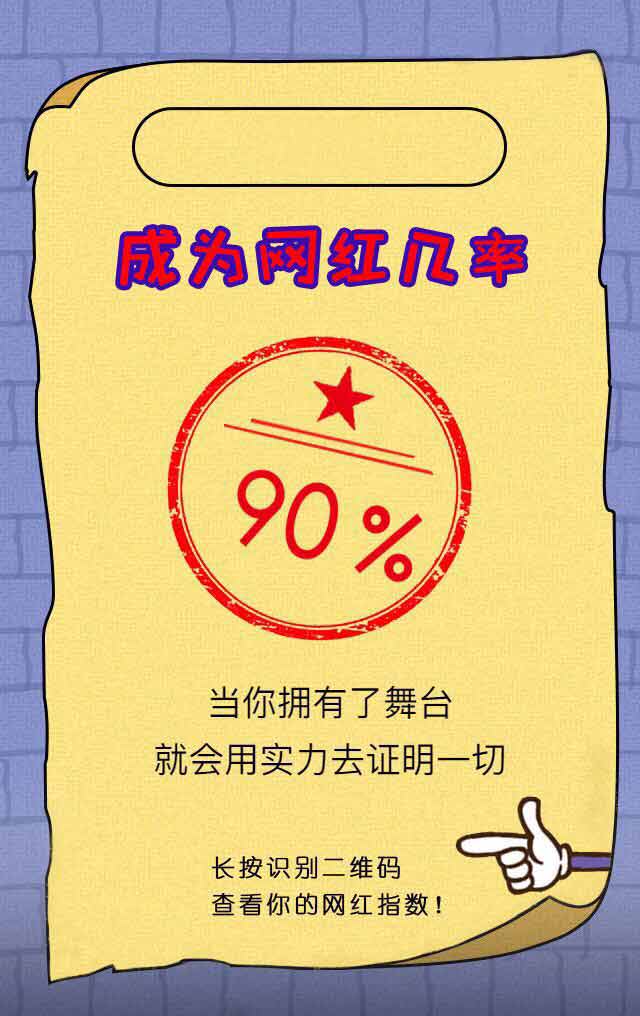 成为网红几率
90%
当你拥有了舞台
就会用实力去证明一切
长按识别二维码
查看你的网红指数！